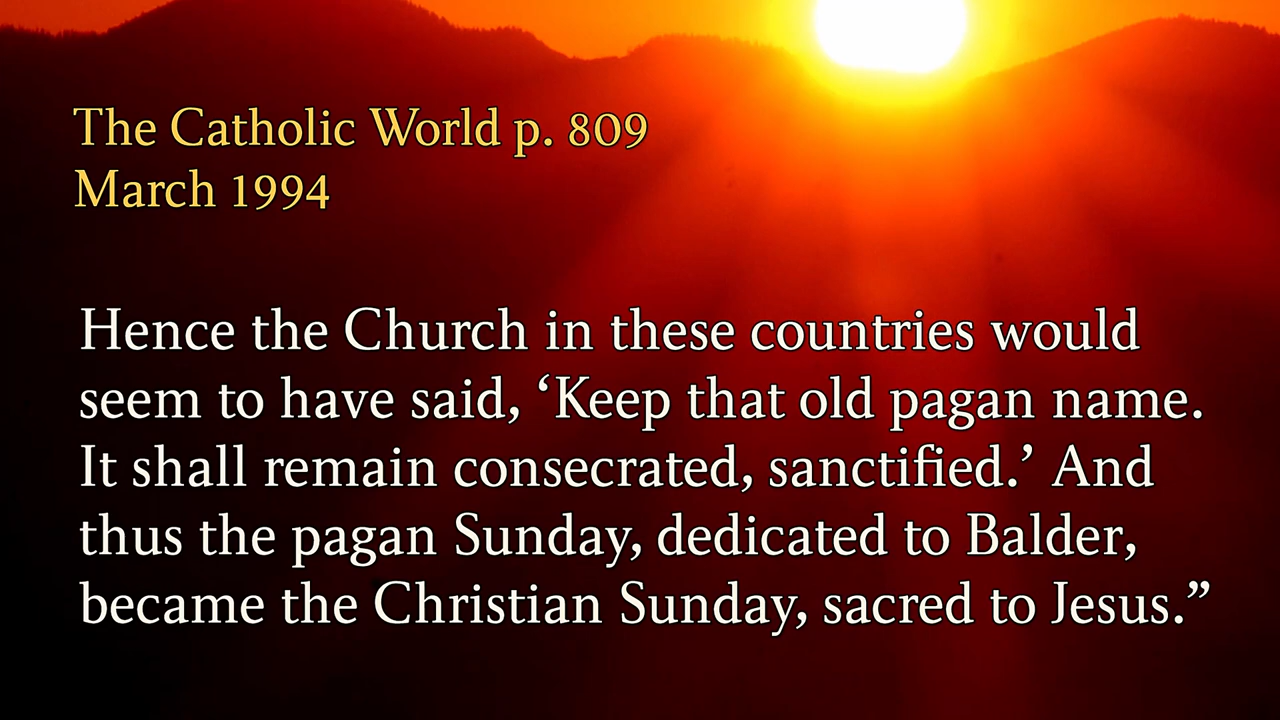 The Catholic World p. 809
March 1994
Hence the Church in these countries would
seem to have said, ‘Keep that old pagan name.
It shall remain consecrated, sanctified.’ And
thus the pagan Sunday, dedicated to Balder,
became the Christian Sunday, sacred to Jesus.”